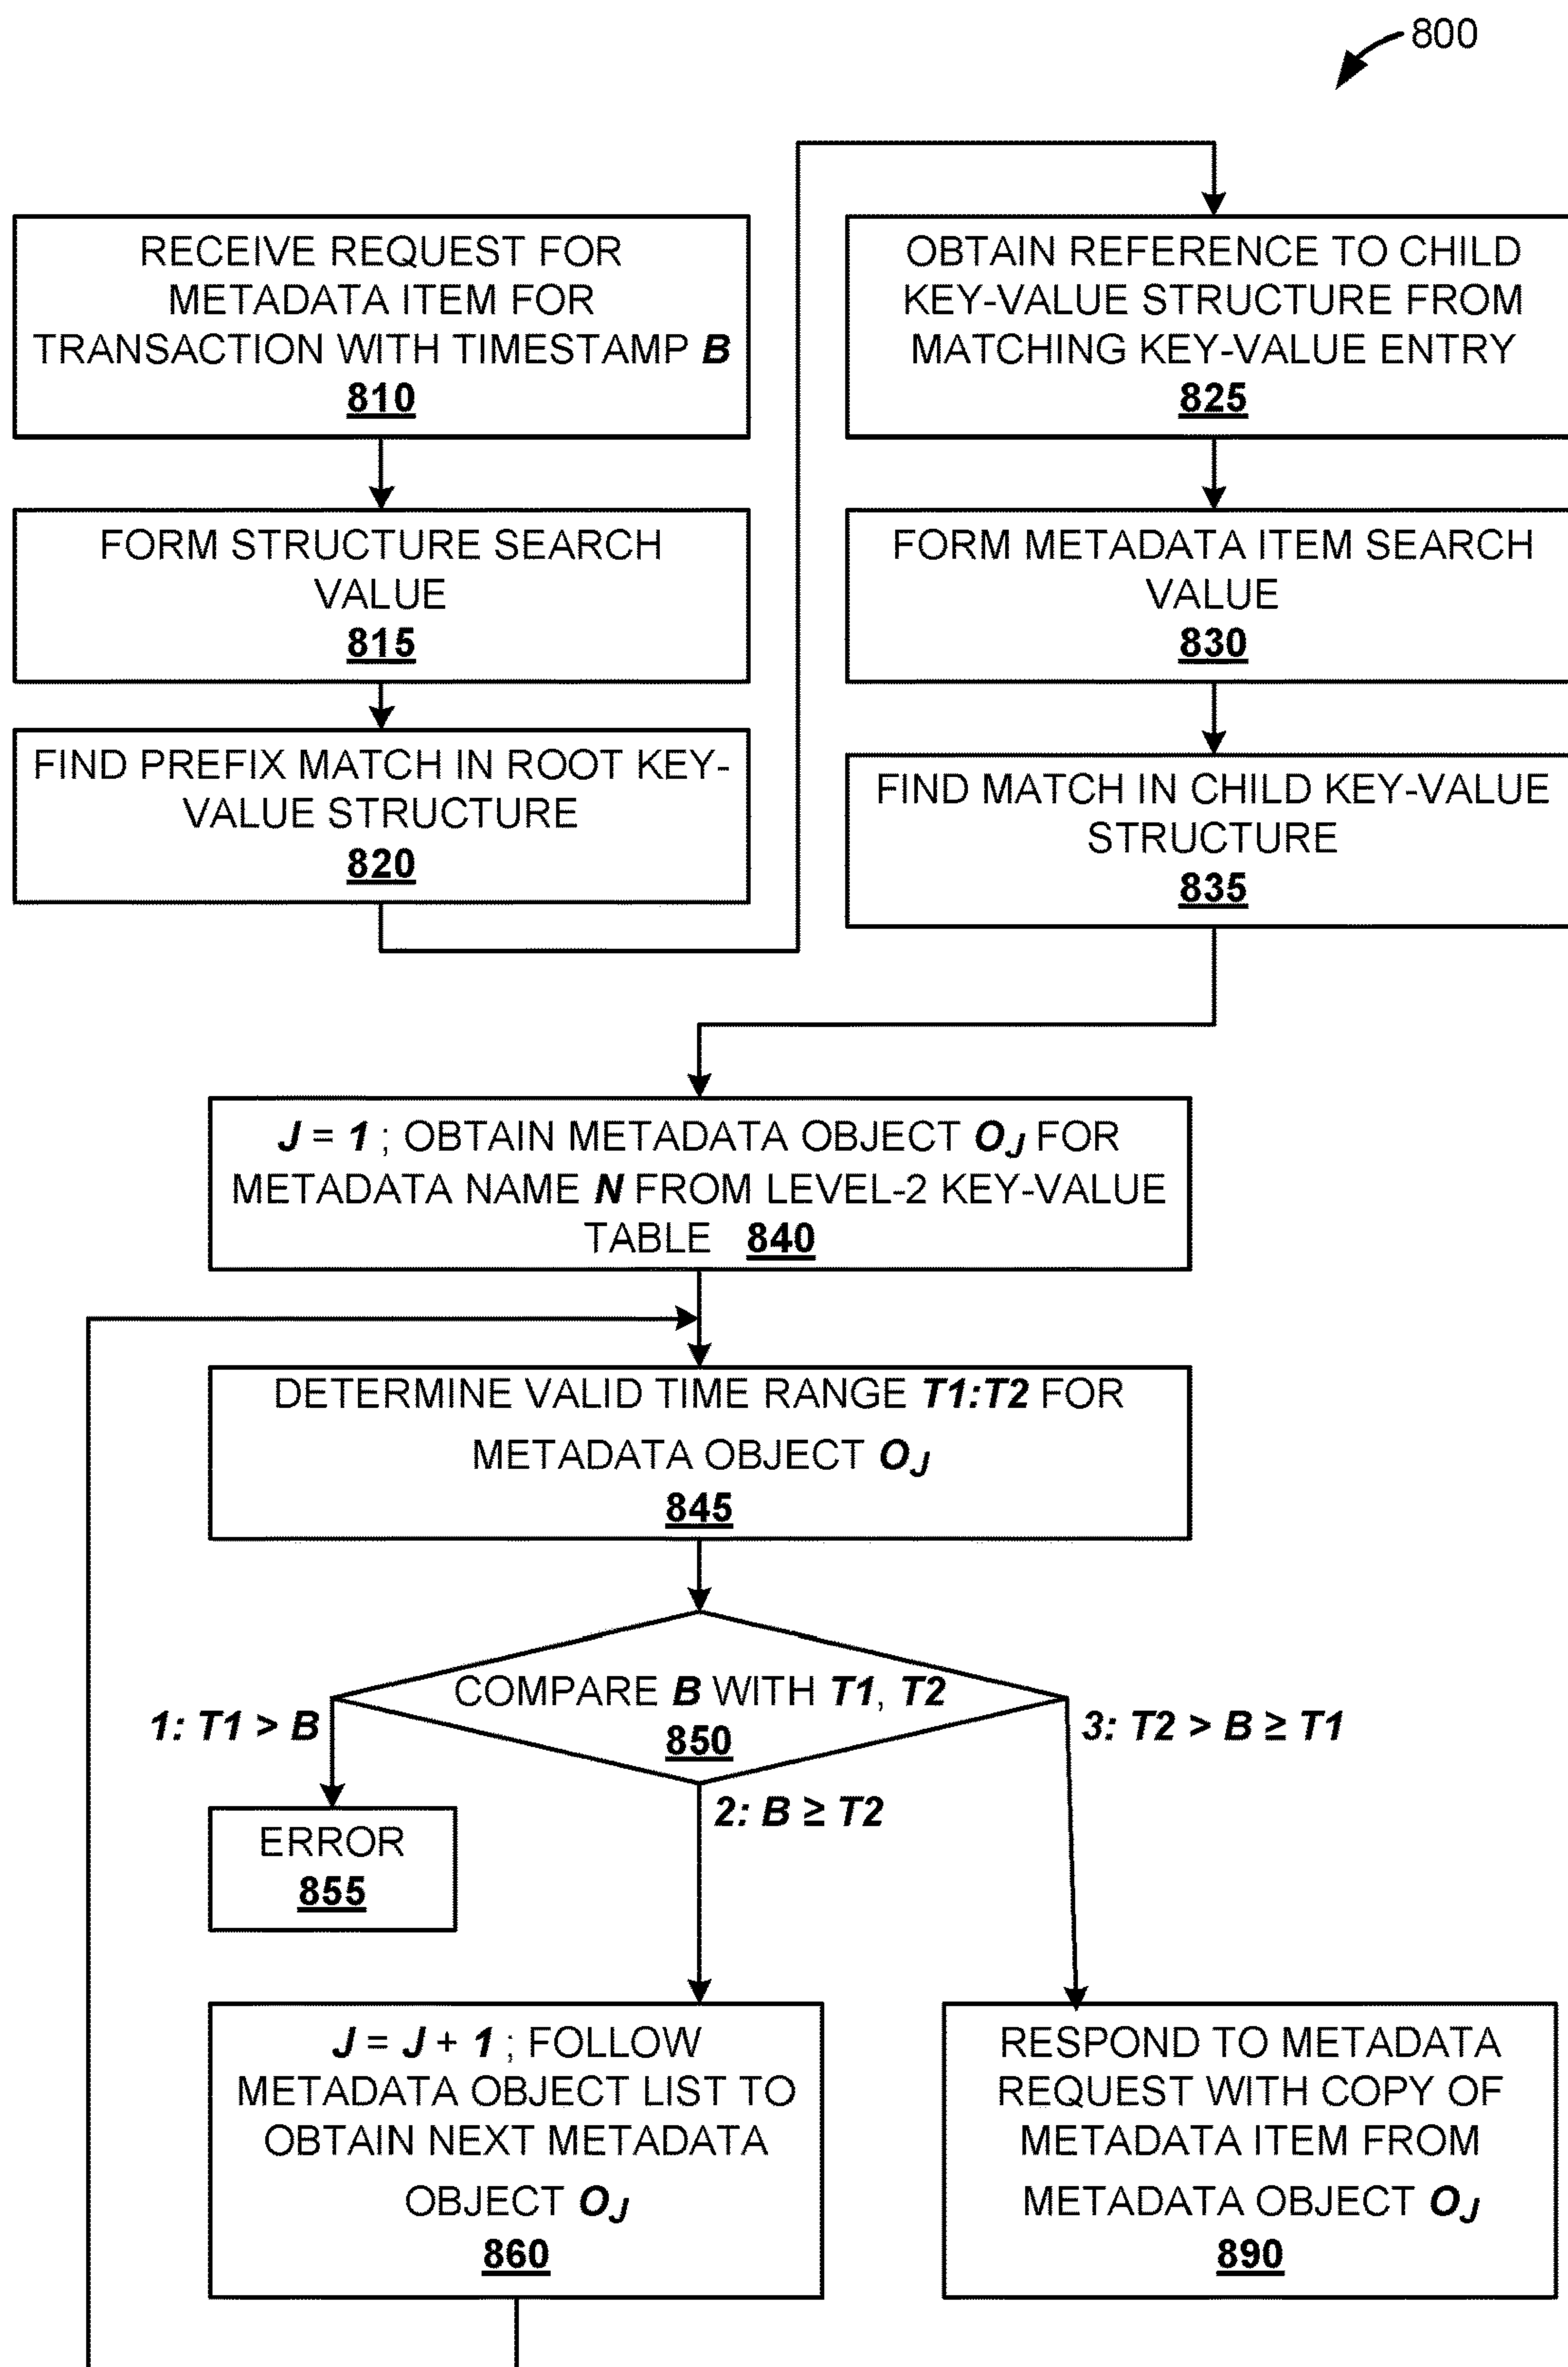 800
RECEIVE REQUEST FOR
METADATA ITEM FOR
TRANSACTION WITH TIMESTAMP B
810
FORM STRUCTURE SEARCH
VALUE
815
FIND PREFIX MATCH IN ROOT KEY-
VALUE STRUCTURE
820
OBTAIN REFERENCE TO CHILD
KEY-VALUE STRUCTURE FROM
MATCHING KEY-VALUE ENTRY
825
FORM METADATA ITEM SEARCH
VALUE
830
FIND MATCH IN CHILD KEY-VALUE
STRUCTURE
835
J = 1 ; OBTAIN METADATA OBJECT OJ FOR
METADATA NAME N FROM LEVEL-2 KEY-VALUE
TABLE 840
DETERMINE VALID TIME RANGE T1:T2 FOR
METADATA OBJECT OJ
845
COMPARE B WITH T1, T2
850
1: T1 > B
ERROR
855
2: B ≥ T2
3: T2 > B ≥ T1
J = J + 1 ; FOLLOW
METADATA OBJECT LIST TO
OBTAIN NEXT METADATA
OBJECT OJ
860
RESPOND TO METADATA
REQUEST WITH COPY OF
METADATA ITEM FROM
METADATA OBJECT OJ
890